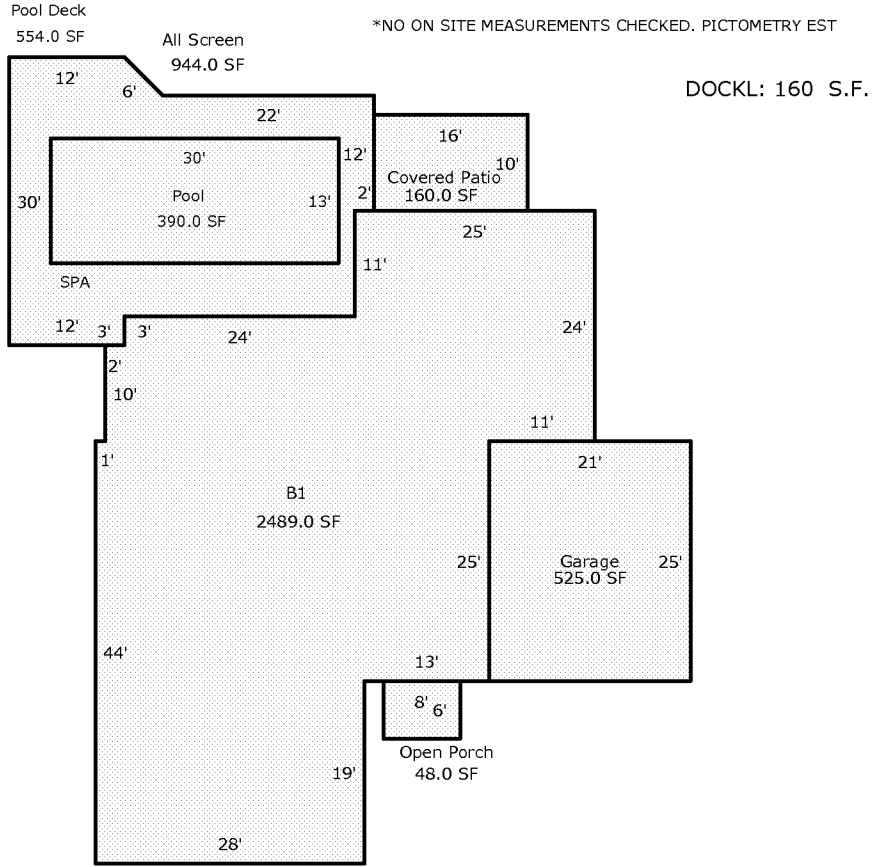 Pool Deck
554.0 SF
All Screen
944.0 SF
*NO ON SITE MEASUREMENTS CHECKED. PICTOMETRY EST
DOCKL: 160 S.F.
12'
6'
22'
16'
30'
12'
10'
Covered Patio
160.0 SF
Pool
390.0 SF
30'
13'
2'
25'
11'
SPA
12'
3'
3'
24'
24'
2'
10'
11'
1'
21'
B1
2489.0 SF
25'
Garage
525.0 SF
25'
44'
13'
8'
6'
Open Porch
48.0 SF
19'
28'